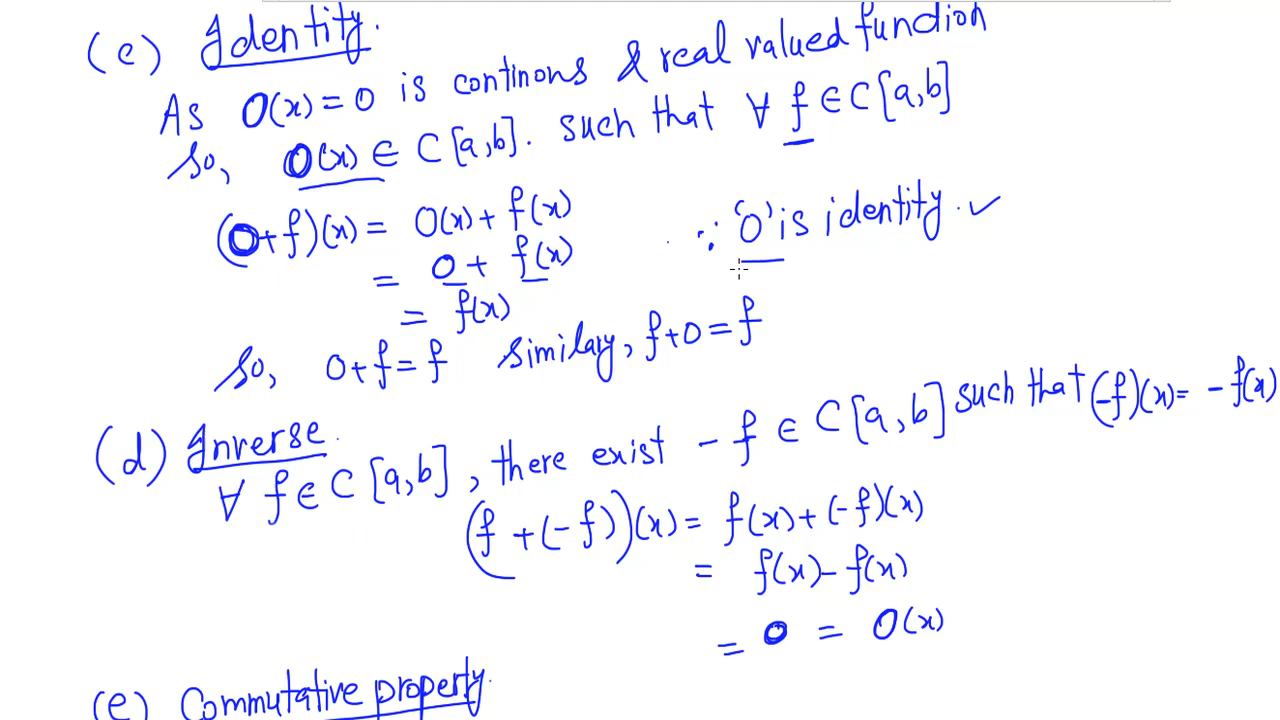 (c) Identity.
As O(x)=0 is continons & real valued function
So, O(x) ∈ C[a,b]. such that ∀ f ∈ C[a,b]
(O+f)(x) = O(x) + f(x)
= 0 + f(x)
= f(x)
∵ 'O' is identity. ✓
So, O+f = f similary, f+O = f
(d) Inverse.
∀ f ∈ C [a,b], there exist -f ∈ C[a,b] such that (-f)(x) = -f(x)
(f + (-f))(x) = f(x) + (-f)(x)
= f(x) - f(x)
= 0 = O(x)
(e) Commutative property.